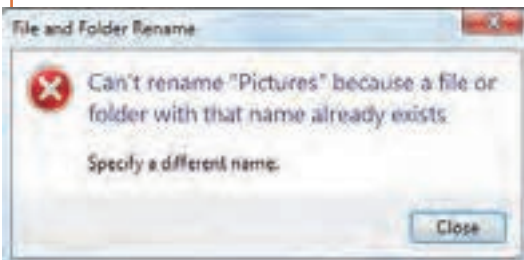 File and Folder Rename
Can't rename "Pictures" because a file or
folder with that name already exists
Specify a different name.
Close